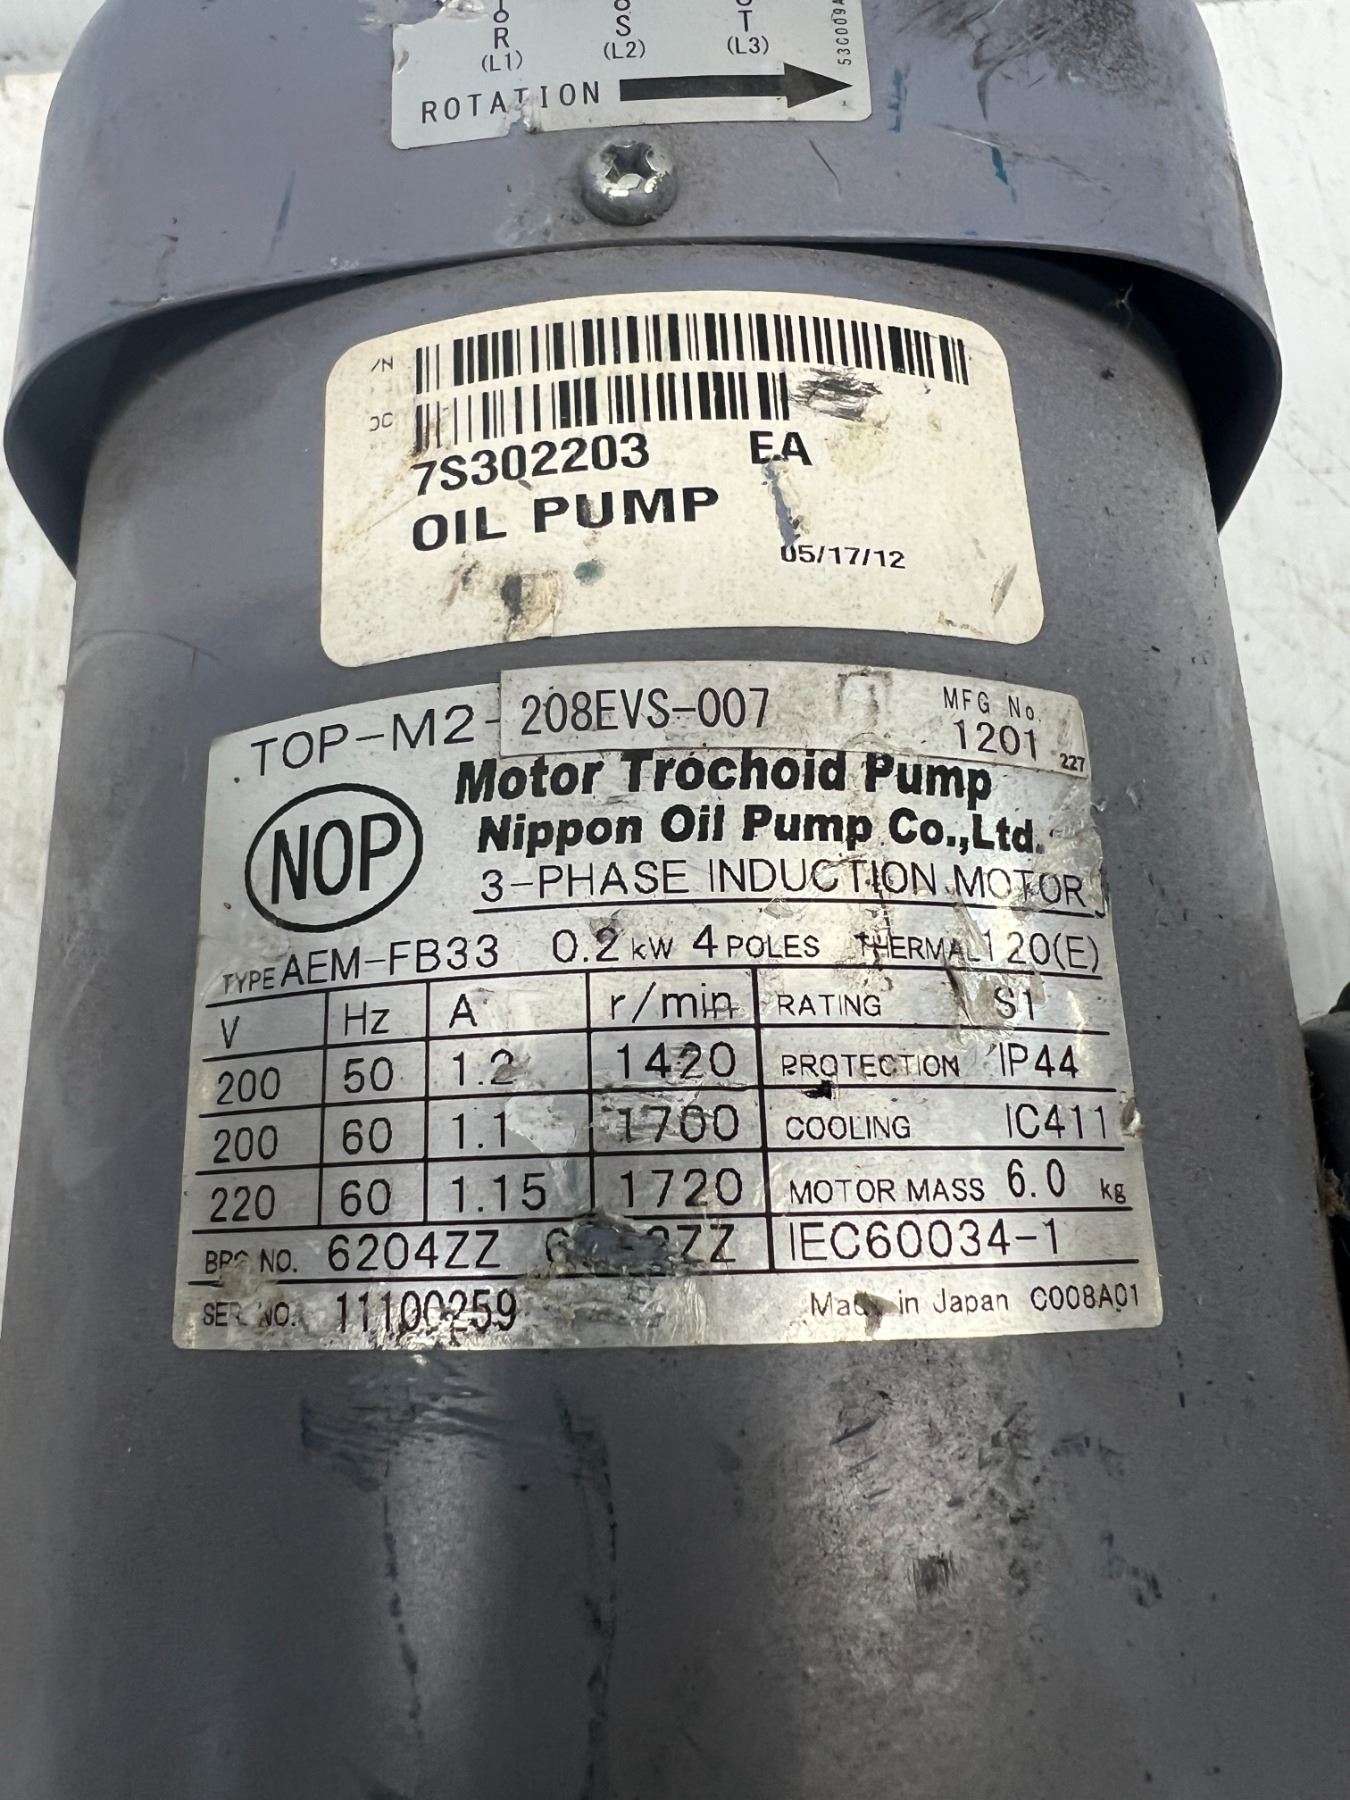 R S T
(L1) (L2) (L3)
ROTATION
7S302203 EA
OIL PUMP
05/17/12
TOP-M2-208EVS-007 MFG No.
1201 227
Motor Trochoid Pump
NOP Nippon Oil Pump Co.,Ltd.
3-PHASE INDUCTION MOTOR
TYPE AEM-FB33 0.2 kW 4 POLES THERMAL 120(E)
V Hz A r/min RATING S1
200 50 1.2 1420 PROTECTION IP44
200 60 1.1 1700 COOLING IC411
220 60 1.15 1720 MOTOR MASS 6.0 kg
BRG NO. 6204ZZ IEC60034-1
SER. NO. 11100259 Made in Japan C008A01